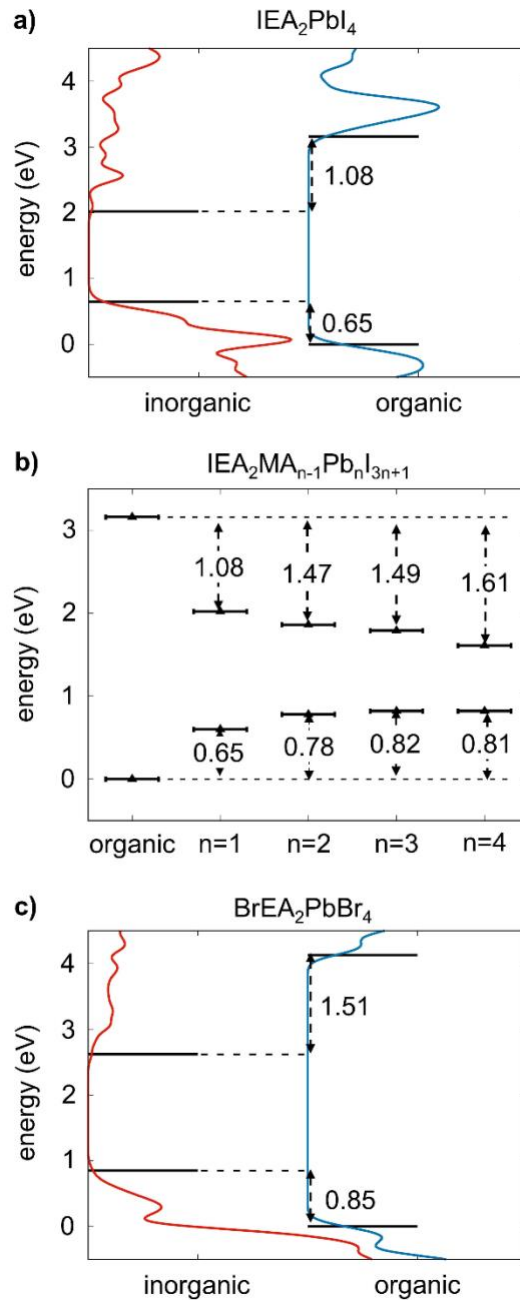 a)
IEA₂PbI₄
energy (eV)
4
3
2
1
0
1.08
0.65
inorganic
organic
b)
IEA₂MAₙ₋₁PbₙI₃ₙ₊₁
energy (eV)
3
2
1
0
1.08
1.47
1.49
1.61
0.65
0.78
0.82
0.81
organic
n=1
n=2
n=3
n=4
c)
BrEA₂PbBr₄
energy (eV)
4
3
2
1
0
1.51
0.85
inorganic
organic